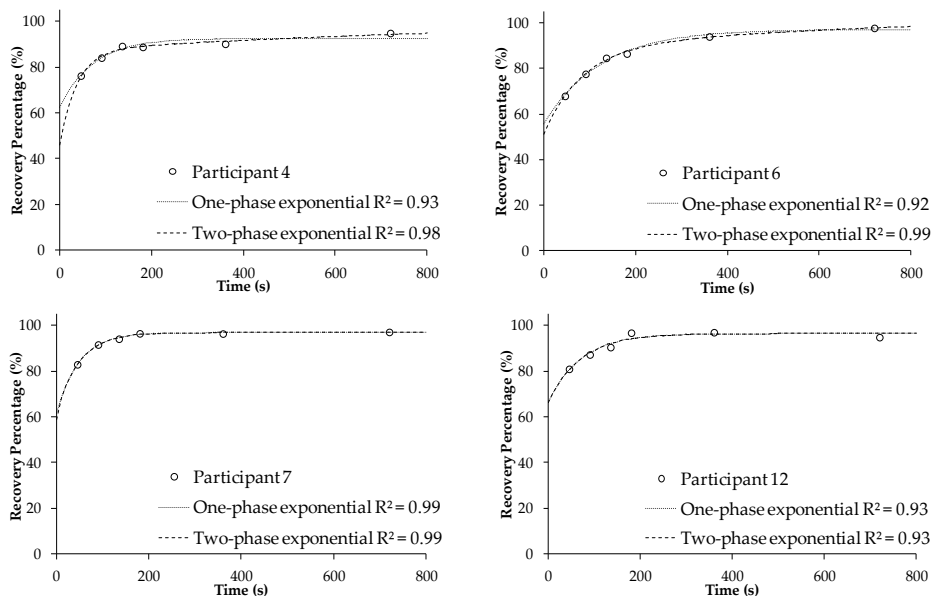 Recovery Percentage (%)
100
80
60
40
20
0
Participant 4
One-phase exponential R² = 0.93
Two-phase exponential R² = 0.98
0 200 400 600 800
Time (s)
Recovery Percentage (%)
100
80
60
40
20
0
Participant 6
One-phase exponential R² = 0.92
Two-phase exponential R² = 0.99
0 200 400 600 800
Time (s)
Recovery Percentage (%)
100
80
60
40
20
0
Participant 7
One-phase exponential R² = 0.99
Two-phase exponential R² = 0.99
0 200 400 600 800
Time (s)
Recovery Percentage (%)
100
80
60
40
20
0
Participant 12
One-phase exponential R² = 0.93
Two-phase exponential R² = 0.93
0 200 400 600 800
Time (s)